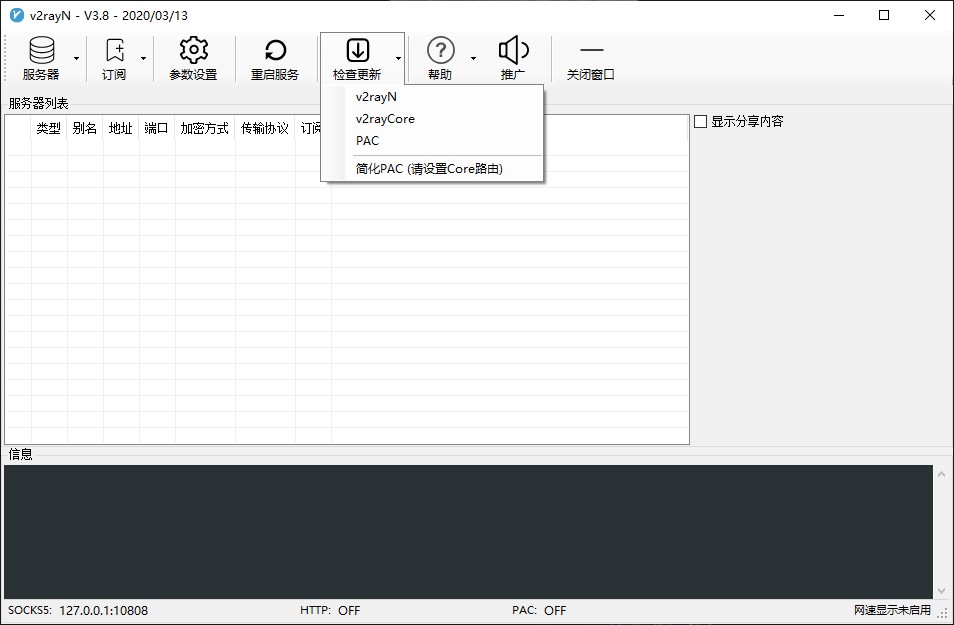 v2rayN - V3.8 - 2020/03/13
服务器 订阅 参数设置 重启服务 检查更新 帮助 推广 关闭窗口
服务器列表
类型 别名 地址 端口 加密方式 传输协议 订阅
v2rayN
v2rayCore
PAC
简化PAC (请设置Core路由)
显示分享内容
信息
SOCKS5: 127.0.0.1:10808 HTTP: OFF PAC: OFF 网速显示未启用